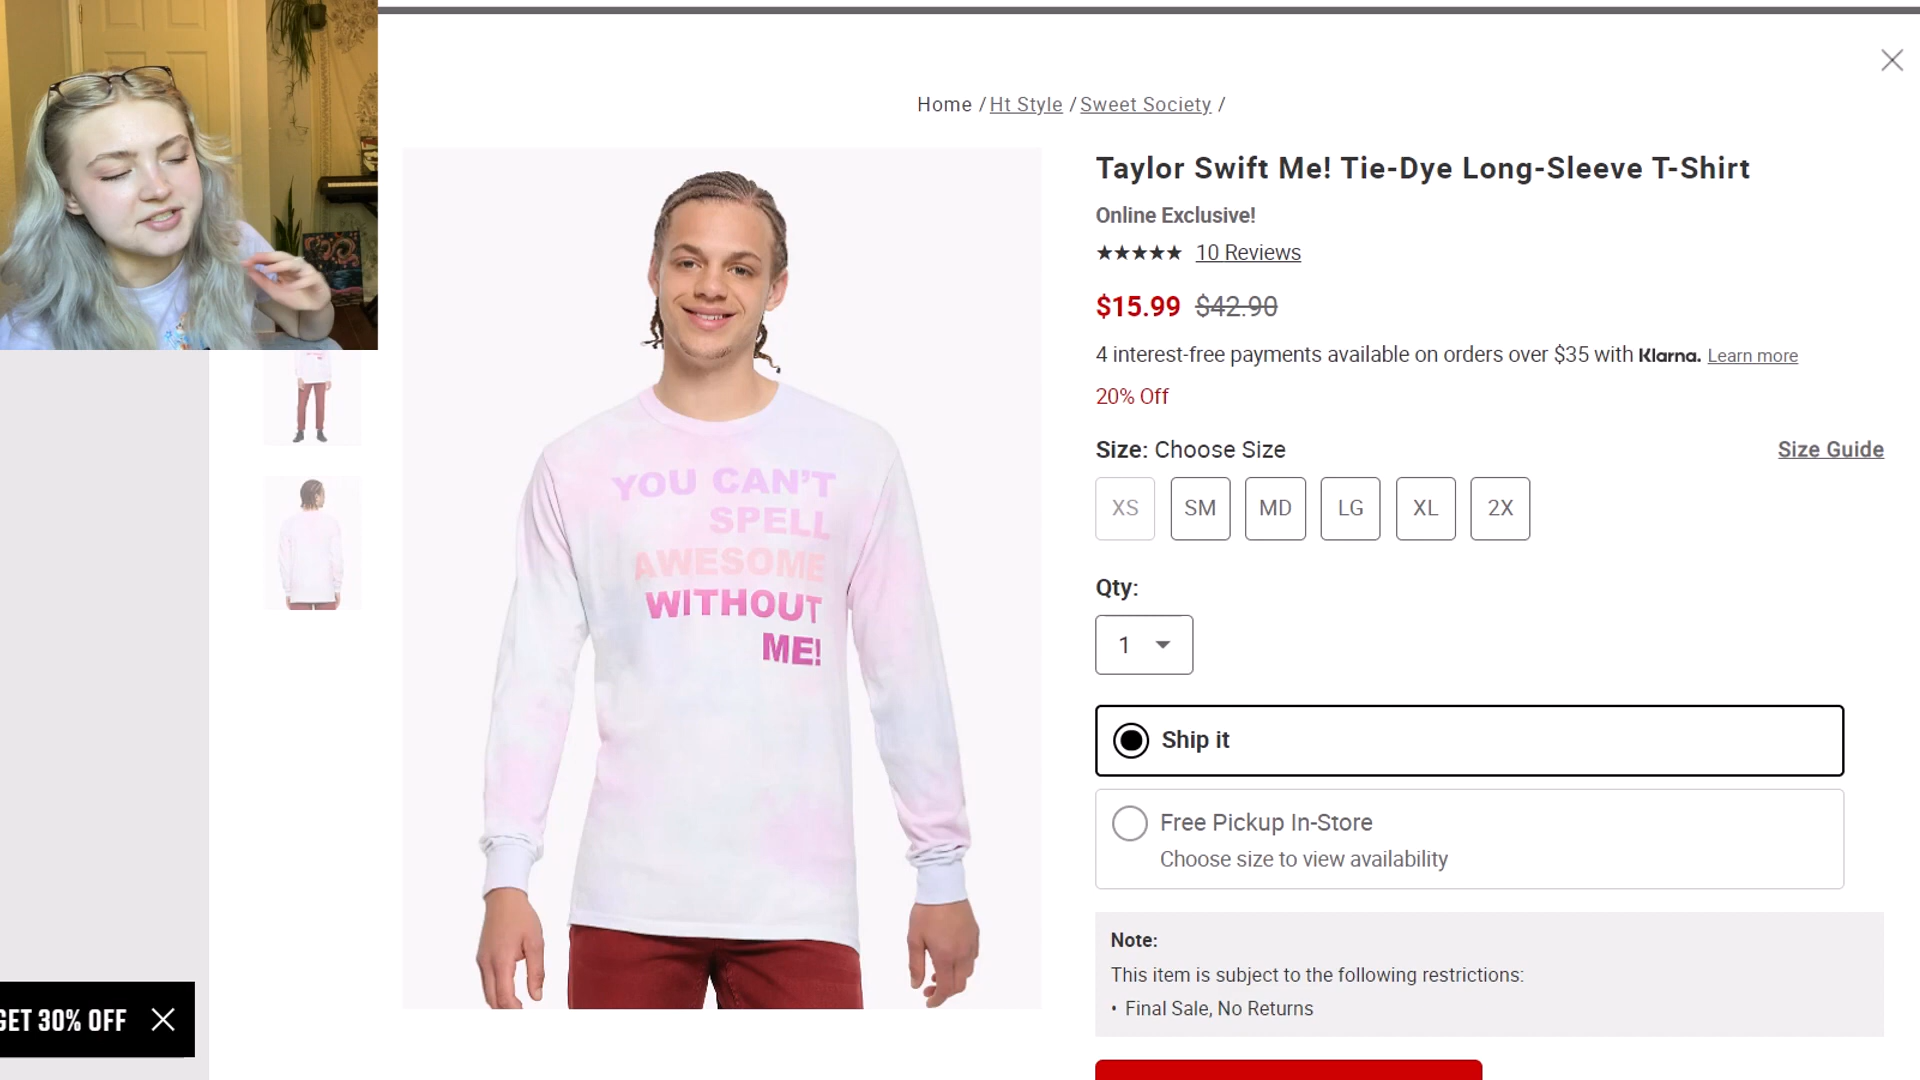 Home / Ht Style / Sweet Society /
Taylor Swift Me! Tie-Dye Long-Sleeve T-Shirt
Online Exclusive!
★★★★★ 10 Reviews
$15.99 $42.90
4 interest-free payments available on orders over $35 with Klarna. Learn more
20% Off
Size: Choose Size
Size Guide
XS SM MD LG XL 2X
Qty:
1
Ship it
Free Pickup In-Store
Choose size to view availability
Note:
This item is subject to the following restrictions:
• Final Sale, No Returns
YOU CAN'T
SPELL
AWESOME
WITHOUT
ME!
GET 30% OFF